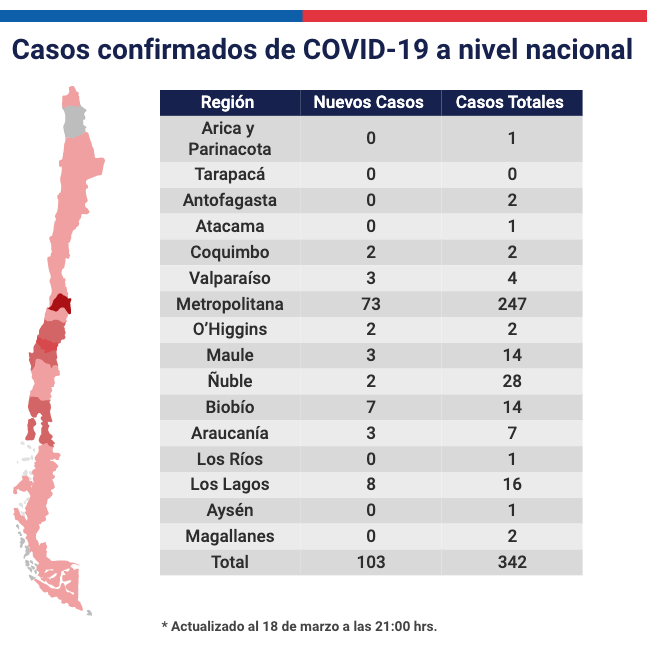 Casos confirmados de COVID-19 a nivel nacional
Región Nuevos Casos Casos Totales
Arica y
Parinacota 0 1
Tarapacá 0 0
Antofagasta 0 2
Atacama 0 1
Coquimbo 2 2
Valparaíso 3 4
Metropolitana 73 247
O’Higgins 2 2
Maule 3 14
Ñuble 2 28
Biobío 7 14
Araucanía 3 7
Los Ríos 0 1
Los Lagos 8 16
Aysén 0 1
Magallanes 0 2
Total 103 342
* Actualizado al 18 de marzo a las 21:00 hrs.